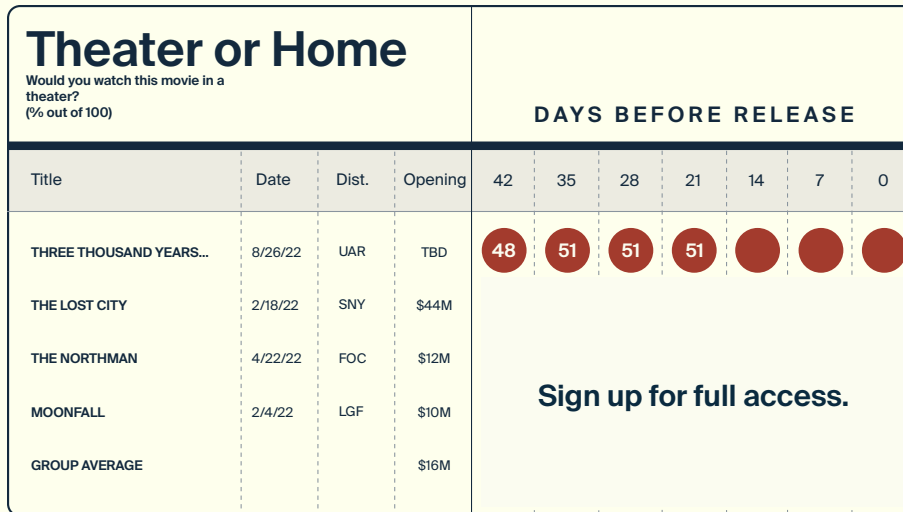 Theater or Home
Would you watch this movie in a
theater?
(% out of 100)
DAYS BEFORE RELEASE
Title Date Dist. Opening 42 35 28 21 14 7 0
THREE THOUSAND YEARS... 8/26/22 UAR TBD 48 51 51 51
THE LOST CITY 2/18/22 SNY $44M
THE NORTHMAN 4/22/22 FOC $12M
Sign up for full access.
MOONFALL 2/4/22 LGF $10M
GROUP AVERAGE $16M